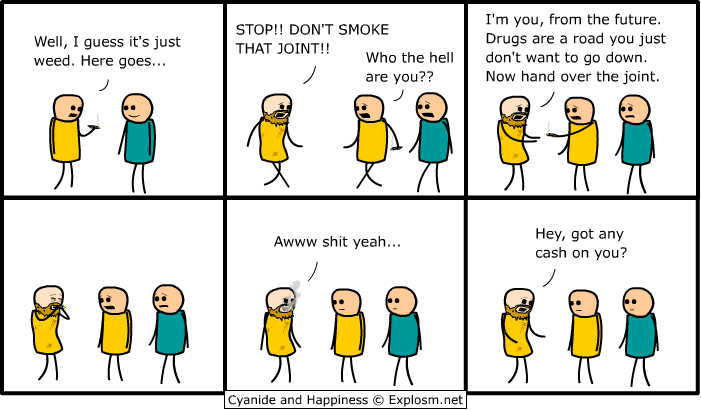 Well, I guess it's just
weed. Here goes...
STOP!! DON'T SMOKE
THAT JOINT!!
Who the hell
are you??
I'm you, from the future.
Drugs are a road you just
don't want to go down.
Now hand over the joint.
Awww shit yeah...
Hey, got any
cash on you?
Cyanide and Happiness © Explosm.net